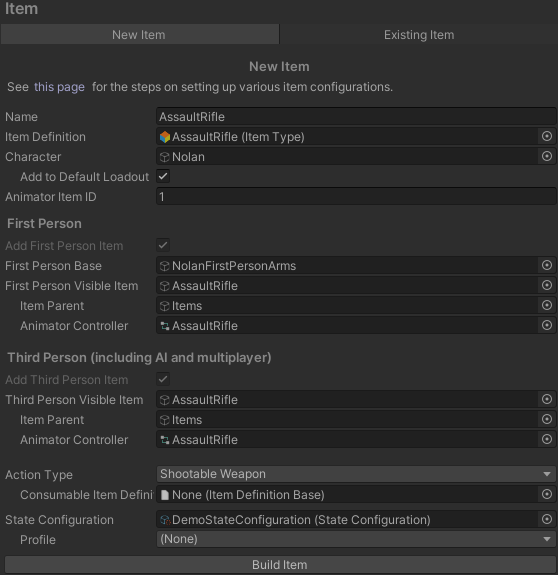 Item
New Item Existing Item
New Item
See this page for the steps on setting up various item configurations.
Name AssaultRifle
Item Definition AssaultRifle (Item Type)
Character Nolan
Add to Default Loadout
Animator Item ID 1
First Person
Add First Person Item
First Person Base NolanFirstPersonArms
First Person Visible Item AssaultRifle
Item Parent Items
Animator Controller AssaultRifle
Third Person (including AI and multiplayer)
Add Third Person Item
Third Person Visible Item AssaultRifle
Item Parent Items
Animator Controller AssaultRifle
Action Type Shootable Weapon
Consumable Item Defini None (Item Definition Base)
State Configuration DemoStateConfiguration (State Configuration)
Profile (None)
Build Item